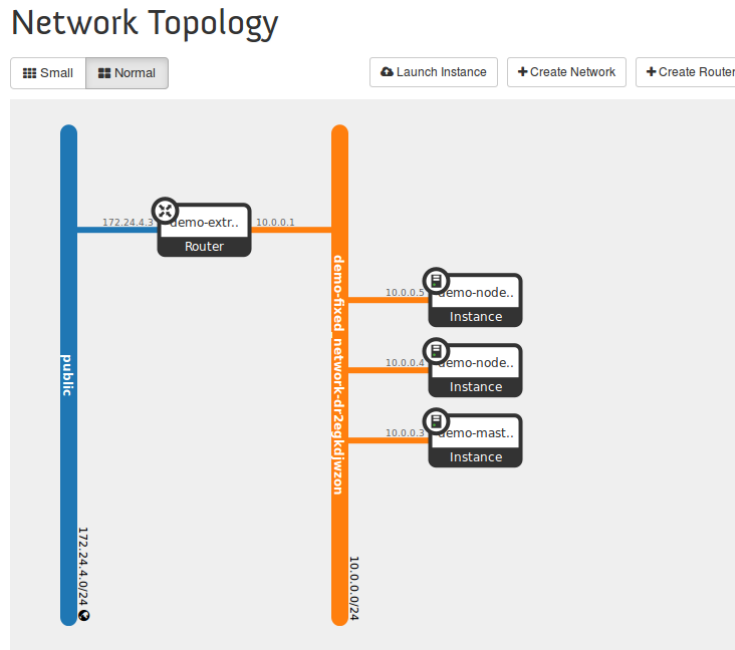 Network Topology
Small
Normal
Launch Instance
Create Network
Create Router
public
172.24.4.0/24
172.24.4.3
demo-extr..
Router
10.0.0.1
demo-fixed_network-dr2egkdjwzon
10.0.0.0/24
10.0.0.5
demo-node..
Instance
10.0.0.4
demo-node..
Instance
10.0.0.3
demo-mast..
Instance